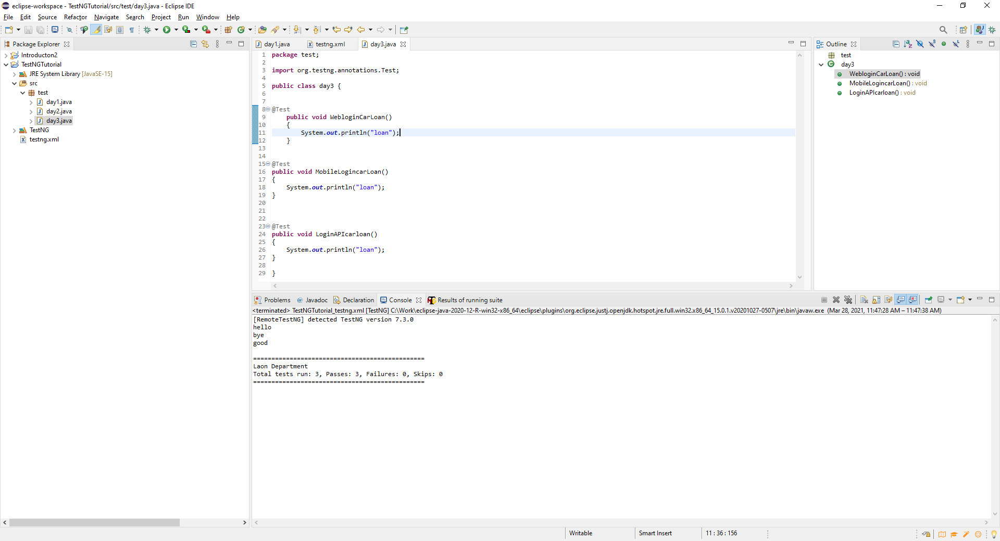 eclipse-workspace - TestNGTutorial/src/test/day3.java - Eclipse IDE
File Edit Source Refactor Navigate Search Project Run Window Help
Package Explorer
Introducton2
TestNGTutorial
JRE System Library [JavaSE-15]
src
test
day1.java
day2.java
day3.java
TestNG
testng.xml
day1.java testng.xml day3.java
1 package test;
2
3 import org.testng.annotations.Test;
4
5 public class day3 {
6
7
8 @Test
9 public void WebloginCarLoan()
10 {
11 System.out.println("loan");
12 }
13
14
15 @Test
16 public void MobileLogincarLoan()
17 {
18 System.out.println("loan");
19 }
20
21
22
23 @Test
24 public void LoginAPIcarloan()
25 {
26 System.out.println("loan");
27 }
28
29 }
Outline
test
day3
WebloginCarLoan() : void
MobileLogincarLoan() : void
LoginAPIcarloan() : void
Problems @ Javadoc Declaration Console Results of running suite
<terminated> TestNGTutorial_testng.xml [TestNG] C:\Work\eclipse-java-2020-12-R-win32-x86_64\eclipse\plugins\org.eclipse.justj.openjdk.hotspot.jre.full.win32.x86_64_15.0.1.v20201027-0507\jre\bin\javaw.exe (Mar 28, 2021, 11:47:28 AM – 11:47:38 AM)
[RemoteTestNG] detected TestNG version 7.3.0
hello
bye
good
===============================================
Laon Department
Total tests run: 3, Passes: 3, Failures: 0, Skips: 0
===============================================
Writable Smart Insert 11 : 36 : 156